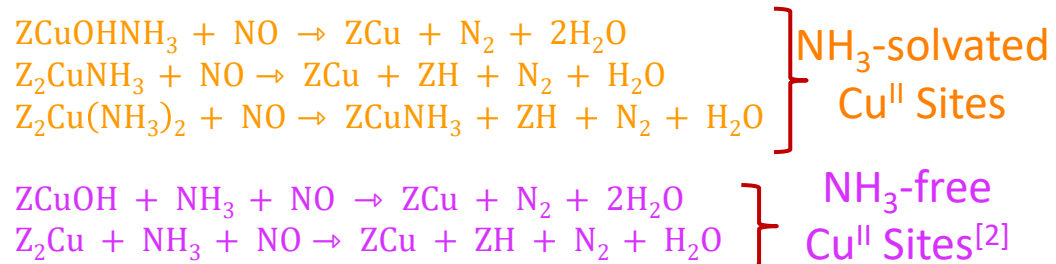 ZCuOHNH₃ + NO → ZCu + N₂ + 2H₂O
Z₂CuNH₃ + NO → ZCu + ZH + N₂ + H₂O
Z₂Cu(NH₃)₂ + NO → ZCuNH₃ + ZH + N₂ + H₂O
NH₃-solvated
Cuᴵᴵ Sites
ZCuOH + NH₃ + NO → ZCu + N₂ + 2H₂O
Z₂Cu + NH₃ + NO → ZCu + ZH + N₂ + H₂O
NH₃-free
Cuᴵᴵ Sites[2]